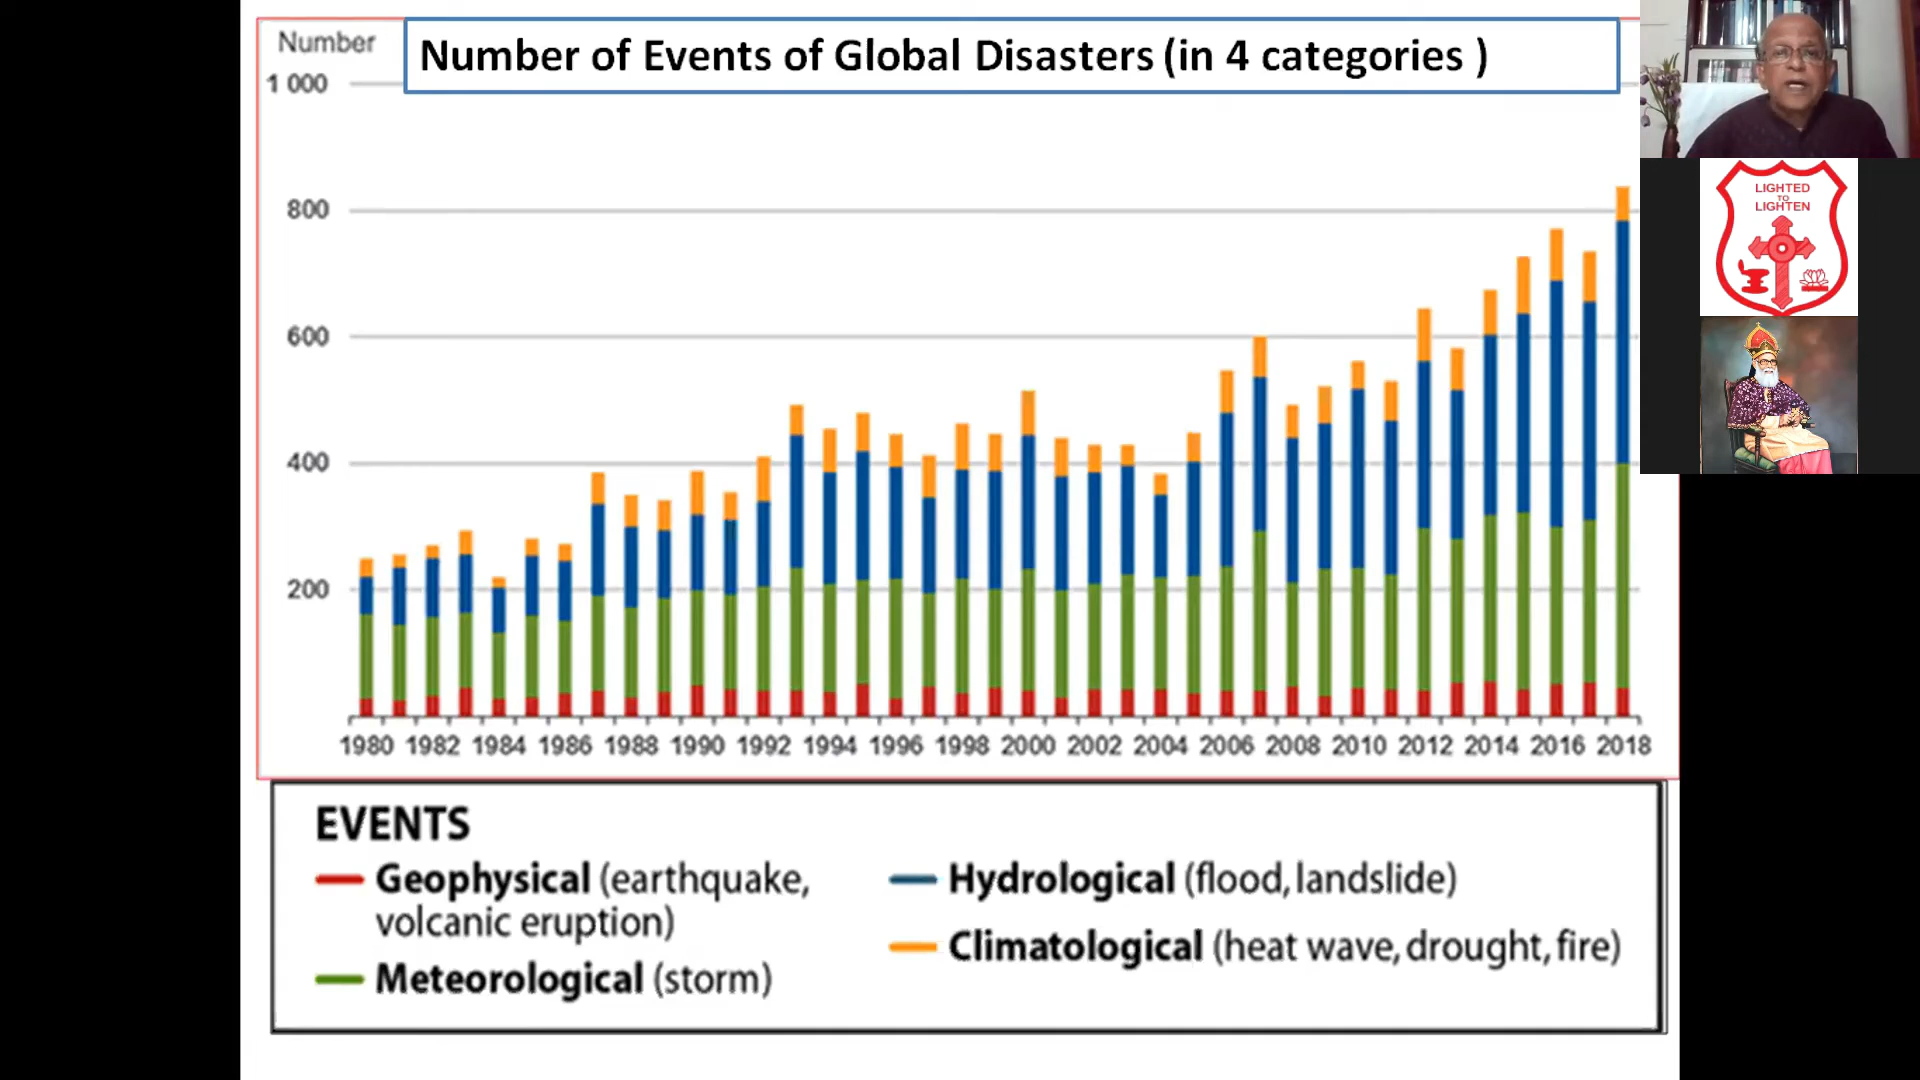 Number
Number of Events of Global Disasters (in 4 categories )
1 000
800
600
400
200
1980 1982 1984 1986 1988 1990 1992 1994 1996 1998 2000 2002 2004 2006 2008 2010 2012 2014 2016 2018
EVENTS
Geophysical (earthquake,
volcanic eruption)
Meteorological (storm)
Hydrological (flood, landslide)
Climatological (heat wave, drought, fire)
LIGHTED
TO
LIGHTEN